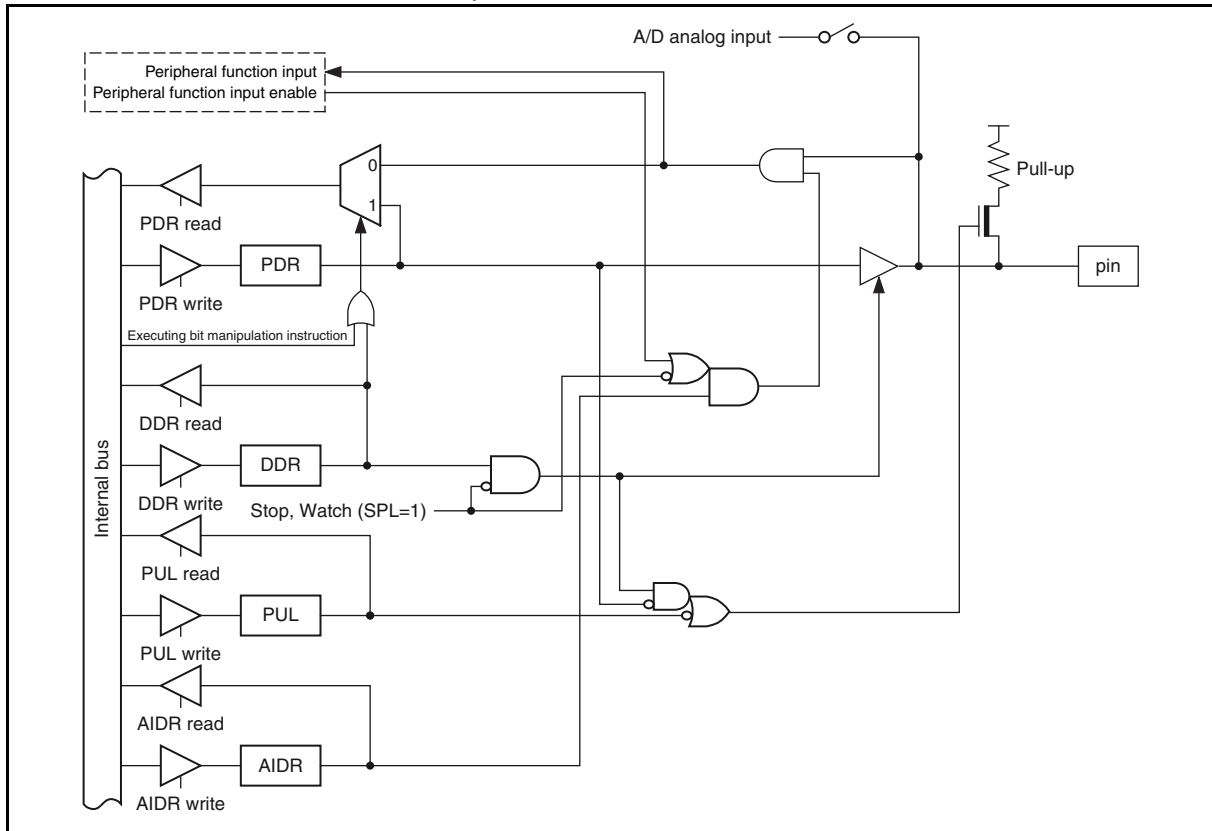 A/D analog input
Peripheral function input
Peripheral function input enable
Pull-up
0
1
PDR read
PDR
pin
PDR write
Executing bit manipulation instruction
DDR read
DDR
DDR write
Stop, Watch (SPL=1)
Internal bus
PUL read
PUL
PUL write
AIDR read
AIDR
AIDR write